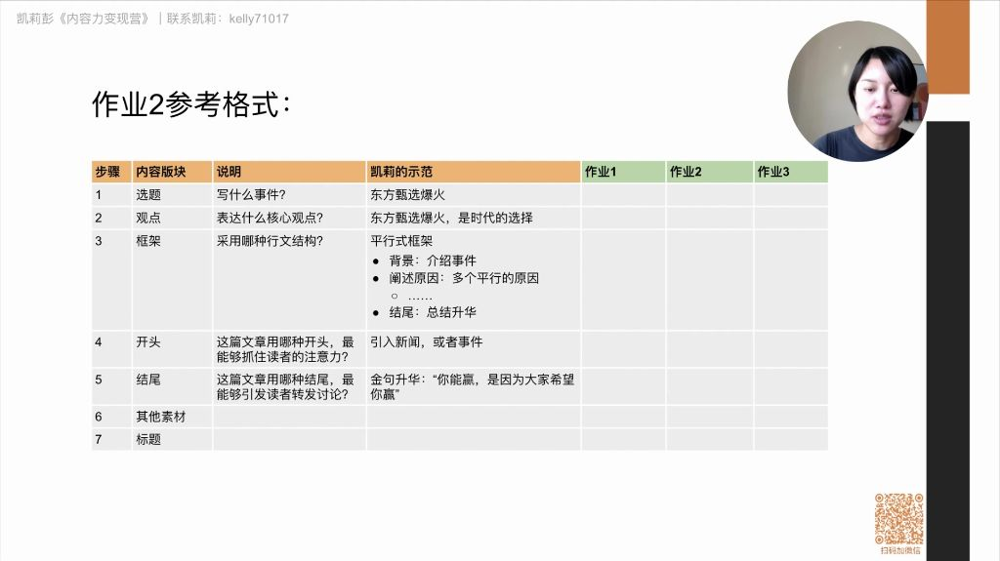 凯莉彭《内容力变现营》｜联系凯莉：kelly71017
作业2参考格式：
步骤 内容版块 说明 凯莉的示范 作业1 作业2 作业3
1 选题 写什么事件？ 东方甄选爆火
2 观点 表达什么核心观点？ 东方甄选爆火，是时代的选择
3 框架 采用哪种行文结构？ 平行式框架
● 背景：介绍事件
● 阐述原因：多个平行的原因
○ ……
● 结尾：总结升华
4 开头 这篇文章用哪种开头，最 引入新闻，或者事件
能够抓住读者的注意力？
5 结尾 这篇文章用哪种结尾，最 金句升华：“你能赢，是因为大家希望
能够引发读者转发讨论？ 你赢”
6 其他素材
7 标题
扫码加微信